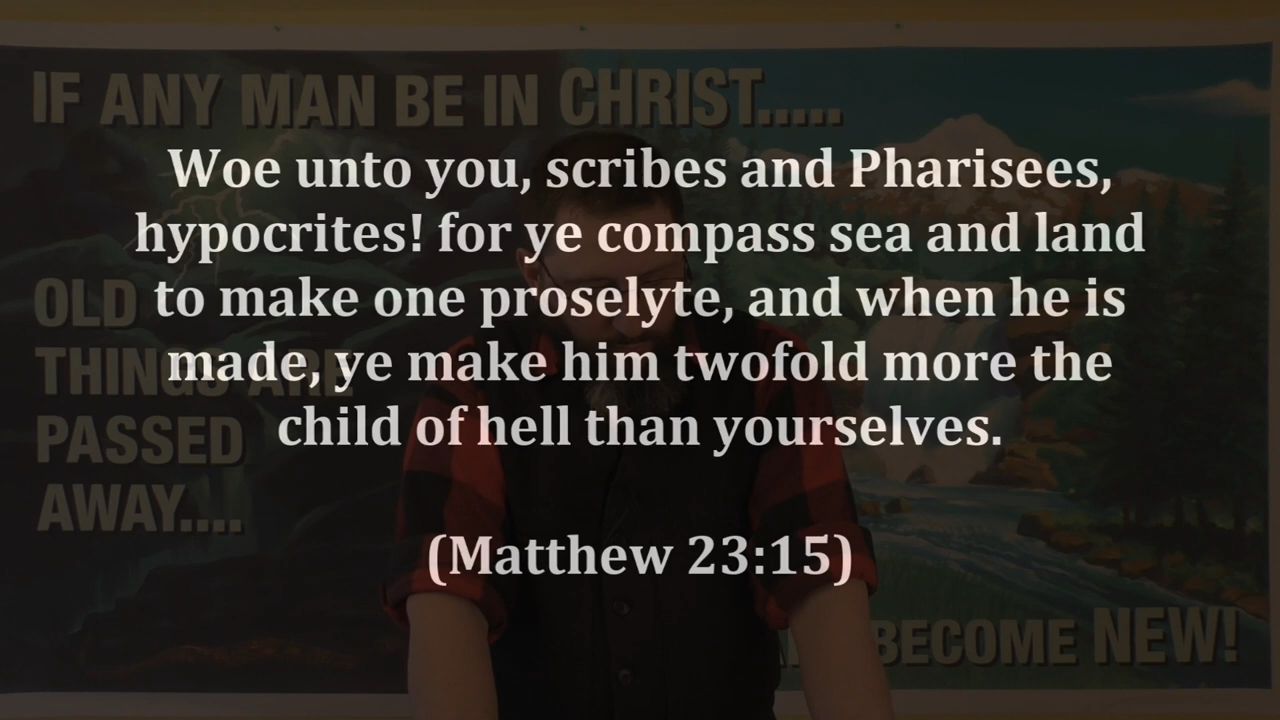 IF ANY MAN BE IN CHRIST.....
Woe unto you, scribes and Pharisees,
hypocrites! for ye compass sea and land
to make one proselyte, and when he is
made, ye make him twofold more the
child of hell than yourselves.
(Matthew 23:15)
OLD
THINGS ARE
PASSED
AWAY....
BECOME NEW!